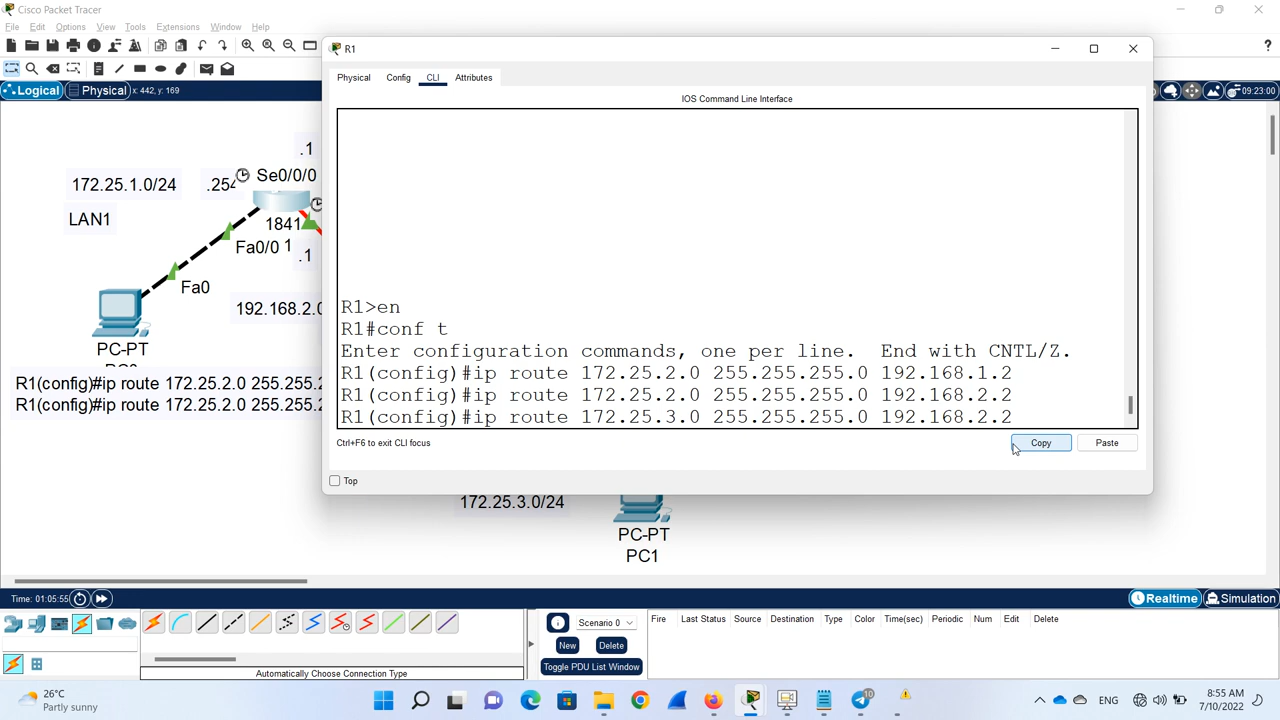 Cisco Packet Tracer
File Edit Options View Tools Extensions Window Help
Logical Physical x: 442, y: 169
09:23:00
.1
172.25.1.0/24
.254
Se0/0/0
LAN1
1841
Fa0/0 1
.1
Fa0
192.168.2.0
PC-PT
R1(config)#ip route 172.25.2.0 255.255.2
R1(config)#ip route 172.25.2.0 255.255.2
R1
Physical Config CLI Attributes
IOS Command Line Interface
R1>en
R1#conf t
Enter configuration commands, one per line. End with CNTL/Z.
R1(config)#ip route 172.25.2.0 255.255.255.0 192.168.1.2
R1(config)#ip route 172.25.2.0 255.255.255.0 192.168.2.2
R1(config)#ip route 172.25.3.0 255.255.255.0 192.168.2.2
Ctrl+F6 to exit CLI focus
Copy Paste
Top
172.25.3.0/24
PC-PT
PC1
Time: 01:05:55
Realtime Simulation
Scenario 0
New Delete
Toggle PDU List Window
Fire Last Status Source Destination Type Color Time(sec) Periodic Num Edit Delete
Automatically Choose Connection Type
26°C
Partly sunny
10
ENG
8:55 AM
7/10/2022